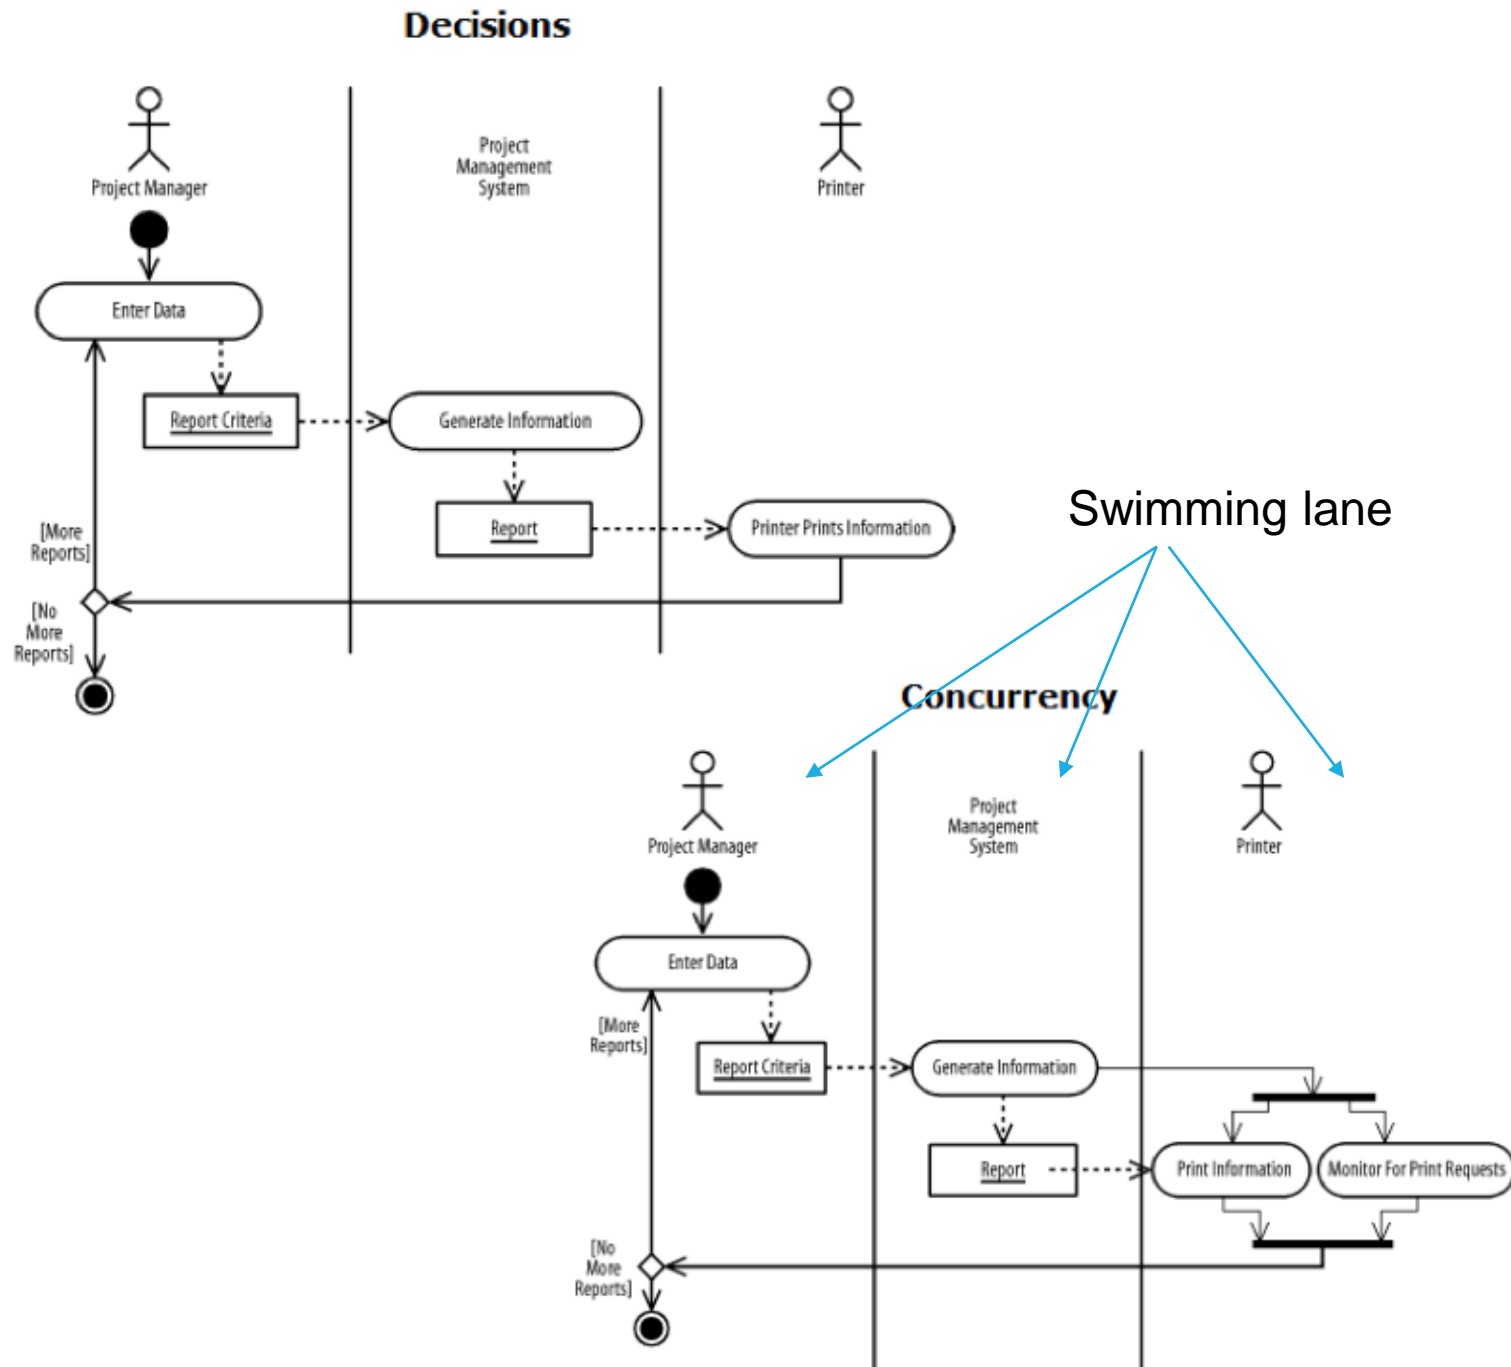 Decisions
Project Manager
Project
Management
System
Printer
Enter Data
Report Criteria
Generate Information
Report
Printer Prints Information
[More
Reports]
[No
More
Reports]
Swimming lane
Concurrency
Project Manager
Project
Management
System
Printer
Enter Data
[More
Reports]
Report Criteria
Generate Information
Report
Print Information
Monitor For Print Requests
[No
More
Reports]